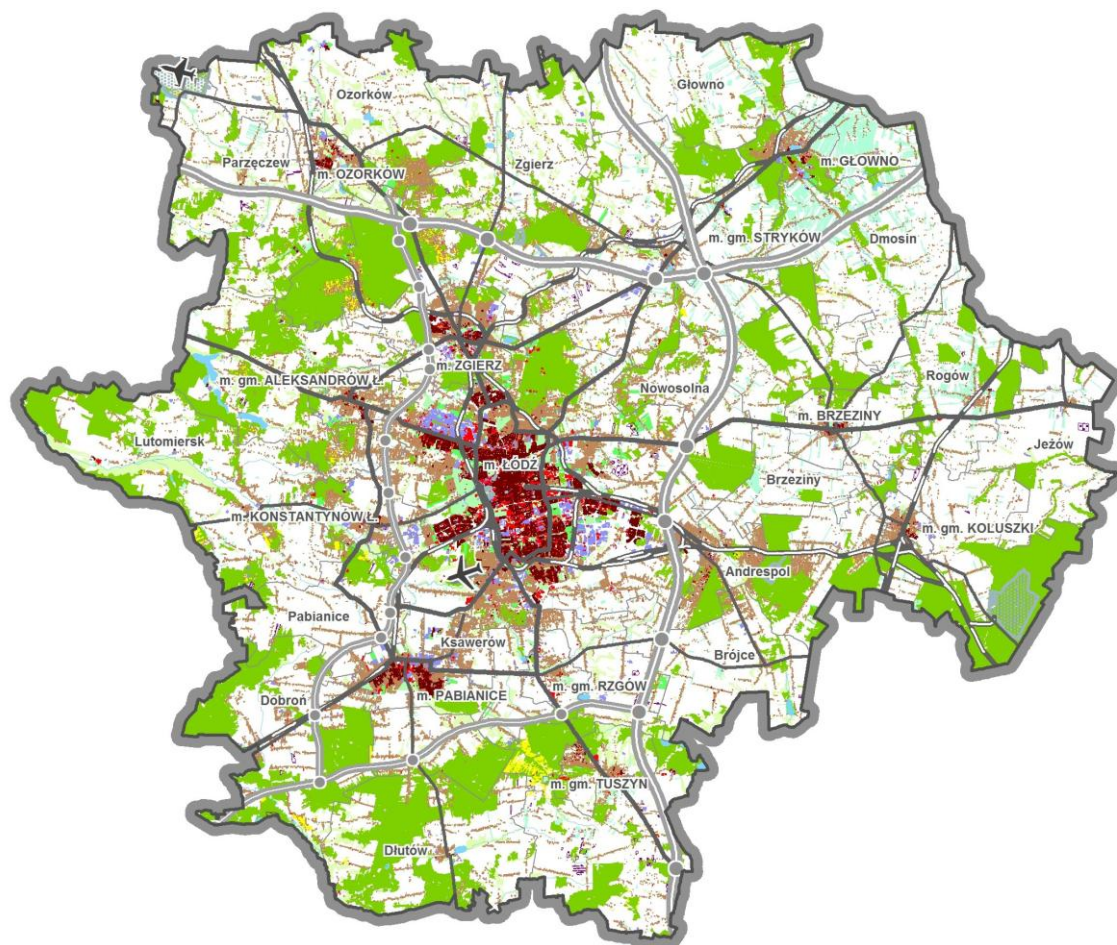 Ozorków
Głowno
Parzęczew
m. OZORKÓW
Zgierz
m. GŁOWNO
m. gm. STRYKÓW
Dmosin
m. ZGIERZ
m. gm. ALEKSANDRÓW Ł.
Nowosolna
Rogów
m. BRZEZINY
Lutomiersk
Jeżów
m. ŁÓDŹ
Brzeziny
m. KONSTANTYNÓW Ł.
m. gm. KOLUSZKI
Andrespol
Pabianice
Ksawerów
Brójce
m. PABIANICE
m. gm. RZGÓW
Dobroń
m. gm. TUSZYN
Dłutów